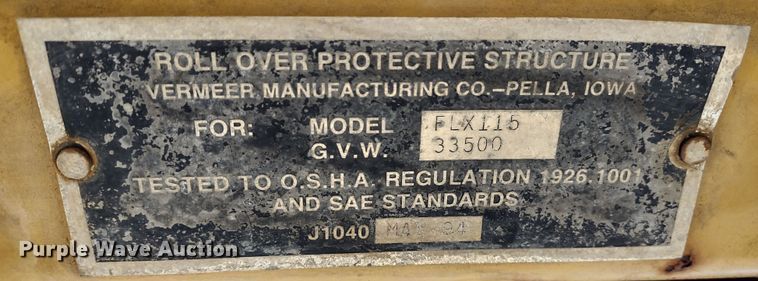 ROLL OVER PROTECTIVE STRUCTURE
VERMEER MANUFACTURING CO.-PELLA, IOWA
FOR: MODEL FLX115
G.V.W. 33500
TESTED TO O.S.H.A. REGULATION 1926.1001
AND SAE STANDARDS
J1040 94
Purple Wave Auction